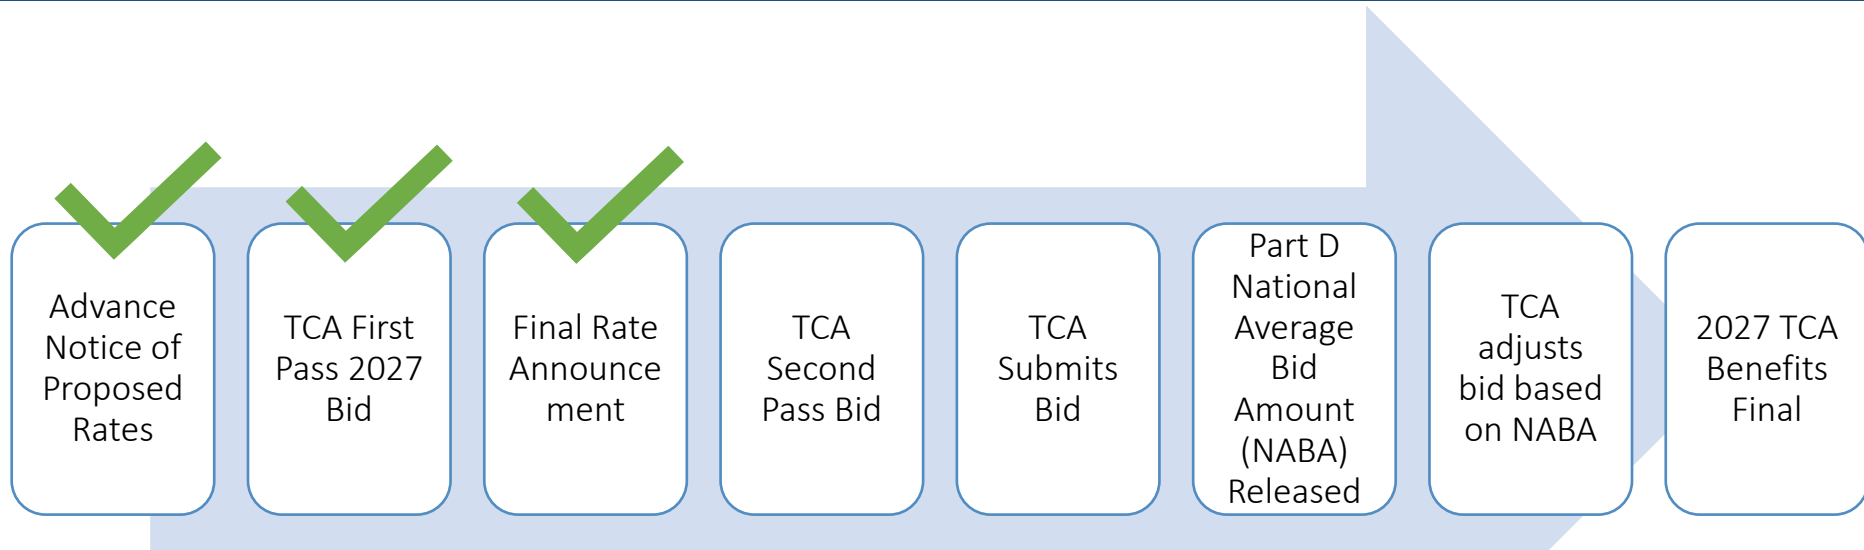 Advance
Notice of
Proposed
Rates
TCA First
Pass 2027
Bid
Final Rate
Announce
ment
TCA
Second
Pass Bid
TCA
Submits
Bid
Part D
National
Average
Bid
Amount
(NABA)
Released
TCA
adjusts
bid based
on NABA
2027 TCA
Benefits
Final